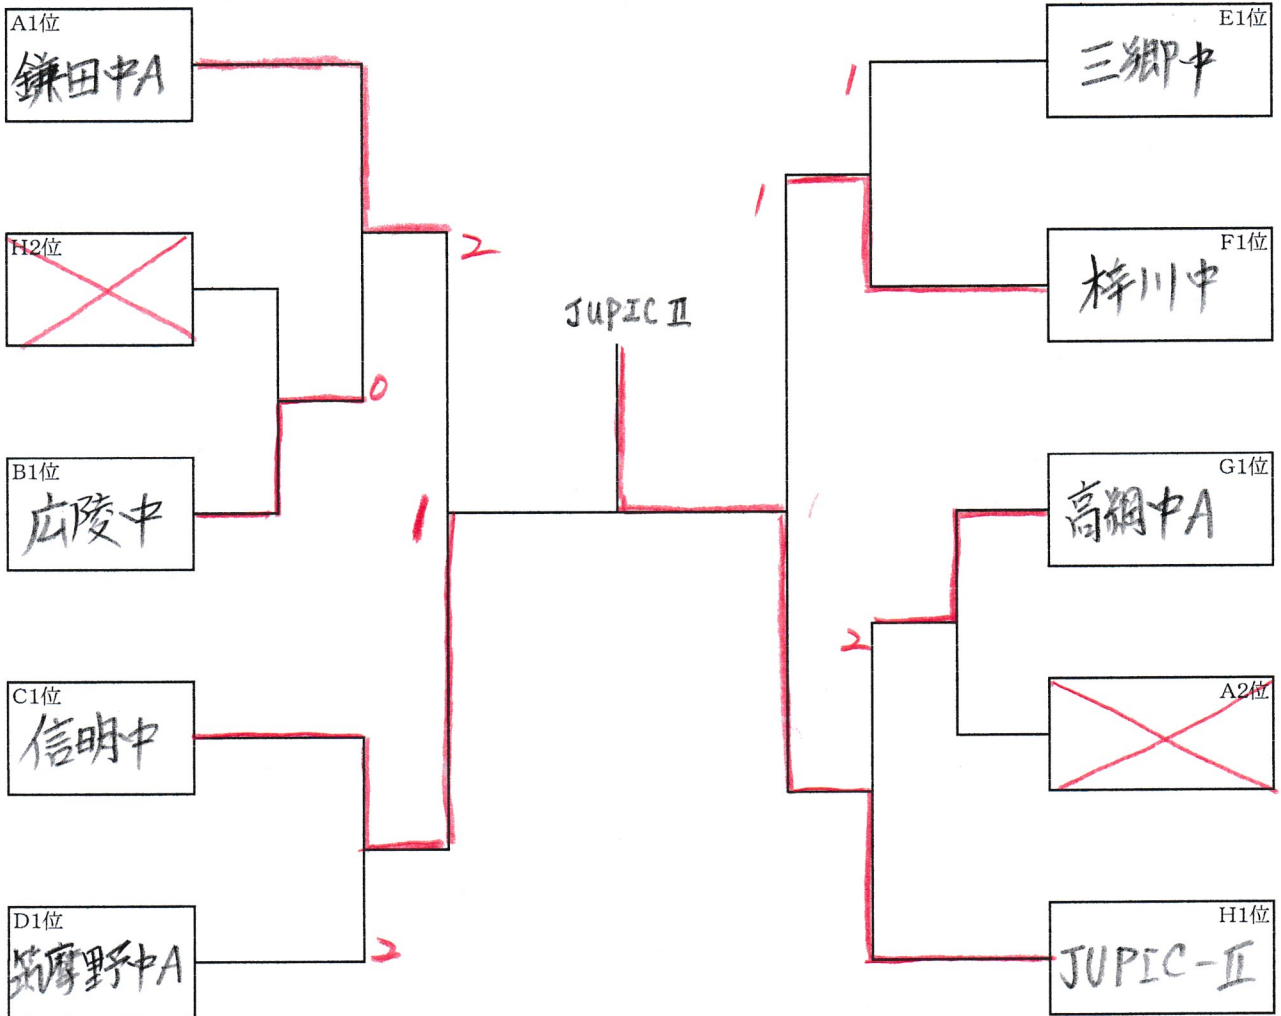 A1位
鎌田中A
H2位
B1位
広陵中
C1位
信明中
D1位
筑摩野中A
2
0
1
2
JUPIC Ⅱ
1
1
2
E1位
三郷中
F1位
梓川中
G1位
高綱中A
A2位
H1位
JUPIC-Ⅱ